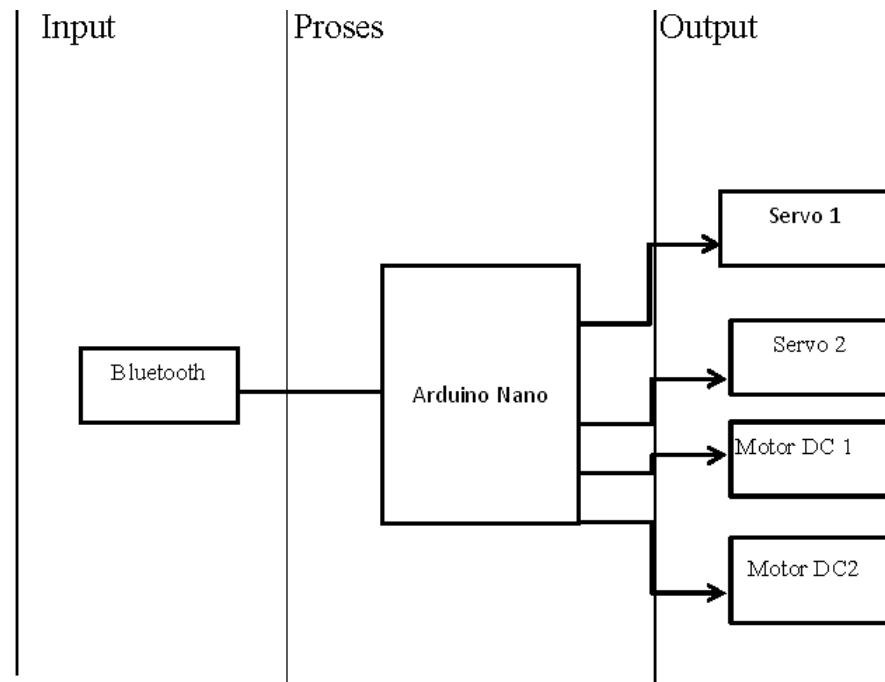 Input
Proses
Output
Servo 1
Servo 2
Bluetooth
Arduino Nano
Motor DC 1
Motor DC2